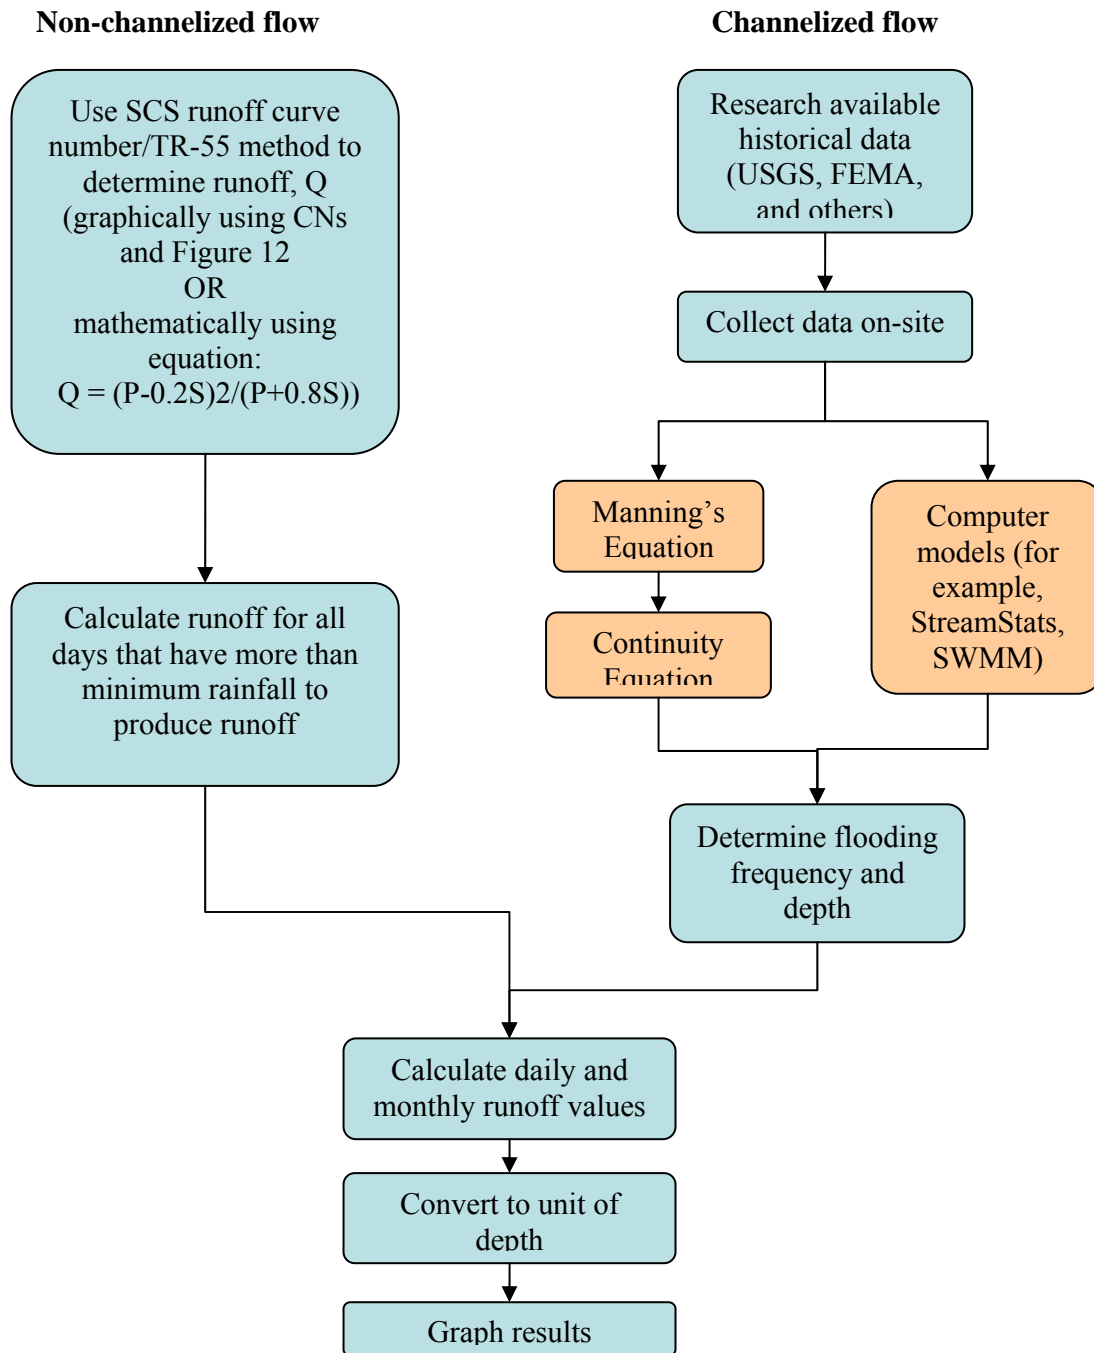 Non-channelized flow
Use SCS runoff curve
number/TR-55 method to
determine runoff, Q
(graphically using CNs
and Figure 12
OR
mathematically using
equation:
Q = (P-0.2S)2/(P+0.8S))
Calculate runoff for all
days that have more than
minimum rainfall to
produce runoff
Channelized flow
Research available
historical data
(USGS, FEMA,
and others)
Collect data on-site
Manning’s
Equation
Continuity
Equation
Computer
models (for
example,
StreamStats,
SWMM)
Determine flooding
frequency and
depth
Calculate daily and
monthly runoff values
Convert to unit of
depth
Graph results